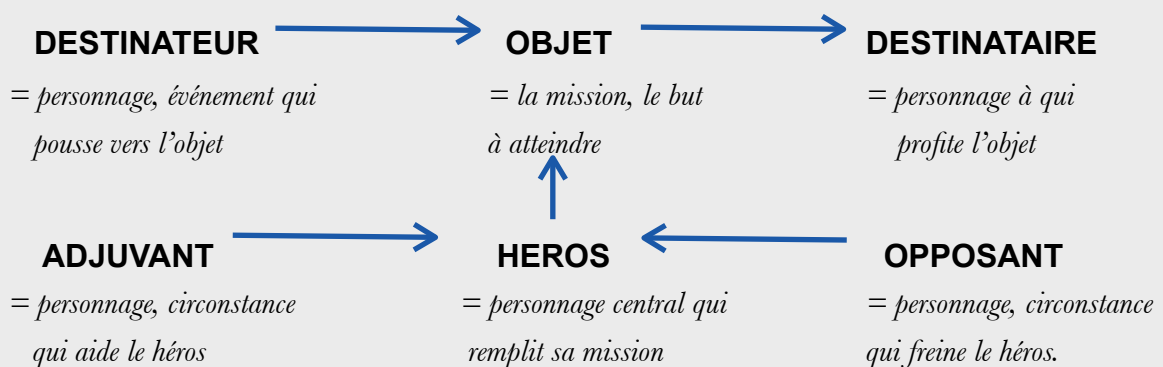 DESTINATEUR
= personnage, événement qui
pousse vers l’objet
OBJET
= la mission, le but
à atteindre
DESTINATAIRE
= personnage à qui
profite l’objet
ADJUVANT
= personnage, circonstance
qui aide le héros
HEROS
= personnage central qui
remplit sa mission
OPPOSANT
= personnage, circonstance
qui freine le héros.